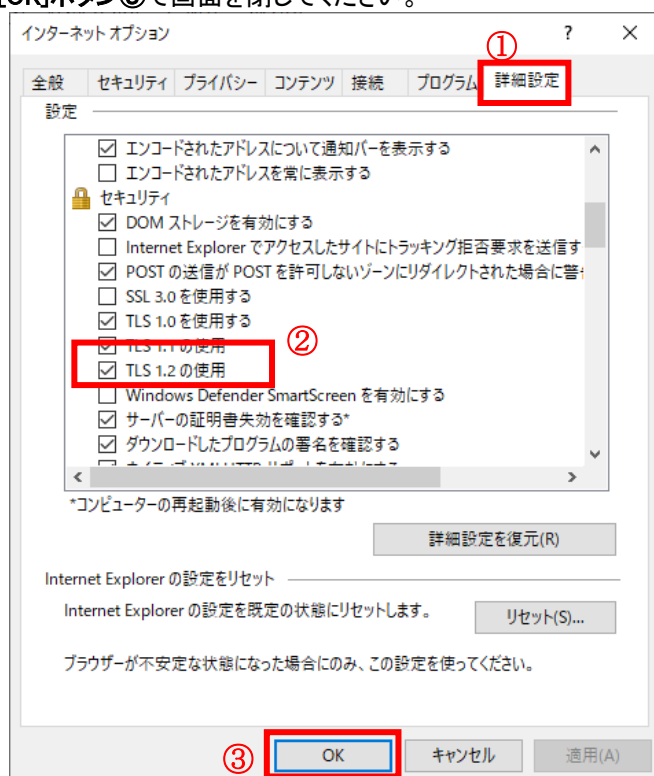 [OK]ボタン③で画面を閉じてください。
インターネット オプション ? ×
①
全般 セキュリティ プライバシー コンテンツ 接続 プログラム 詳細設定
設定
エンコードされたアドレスについて通知バーを表示する
エンコードされたアドレスを常に表示する
セキュリティ
DOM ストレージを有効にする
Internet Explorer でアクセスしたサイトにトラッキング拒否要求を送信す
POST の送信が POST を許可しないゾーンにリダイレクトされた場合に警
SSL 3.0 を使用する
TLS 1.0 を使用する
②
TLS 1.1 の使用
TLS 1.2 の使用
Windows Defender SmartScreen を有効にする
サーバーの証明書失効を確認する*
ダウンロードしたプログラムの署名を確認する
*コンピューターの再起動後に有効になります
詳細設定を復元(R)
Internet Explorer の設定をリセット
Internet Explorer の設定を既定の状態にリセットします。
リセット(S)...
ブラウザーが不安定な状態になった場合にのみ、この設定を使ってください。
③
OK キャンセル 適用(A)